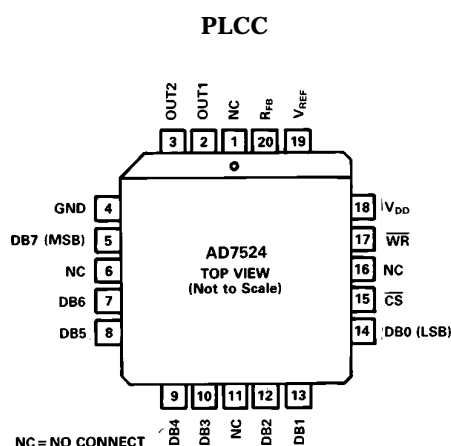 PLCC
OUT2
OUT1
NC
RFB
VREF
3
2
1
20
19
GND 4
DB7 (MSB) 5
NC 6
DB6 7
DB5 8
18 VDD
17 WR
16 NC
15 CS
14 DB0 (LSB)
AD7524
TOP VIEW
(Not to Scale)
9
10
11
12
13
DB4
DB3
NC
DB2
DB1
NC = NO CONNECT